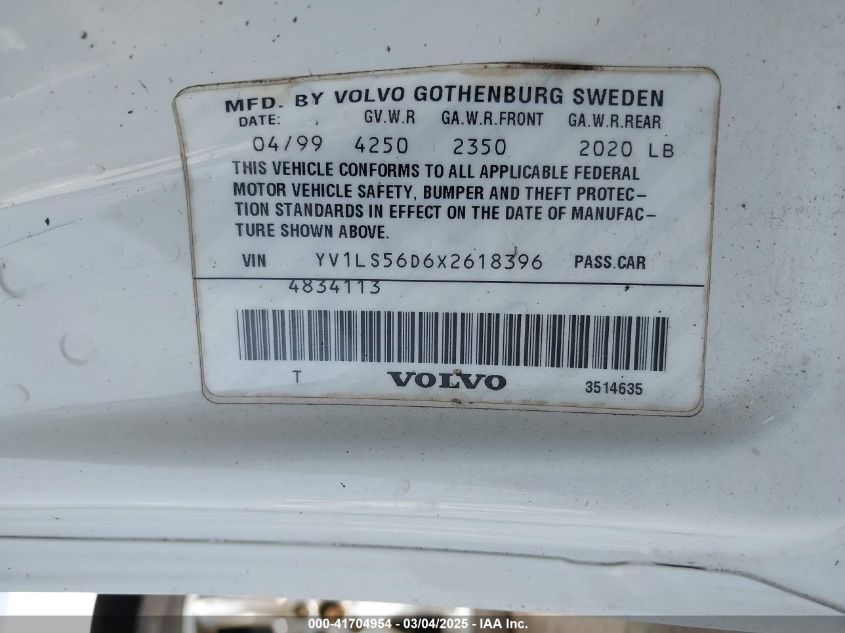 MFD. BY VOLVO GOTHENBURG SWEDEN
DATE: GV.W.R GA.W.R.FRONT GA.W.R.REAR
04/99 4250 2350 2020 LB
THIS VEHICLE CONFORMS TO ALL APPLICABLE FEDERAL
MOTOR VEHICLE SAFETY, BUMPER AND THEFT PROTEC-
TION STANDARDS IN EFFECT ON THE DATE OF MANUFAC-
TURE SHOWN ABOVE.
VIN YV1LS56D6X2618396 PASS.CAR
4834113
T VOLVO 3514635
000-41704954 - 03/04/2025 - IAA Inc.